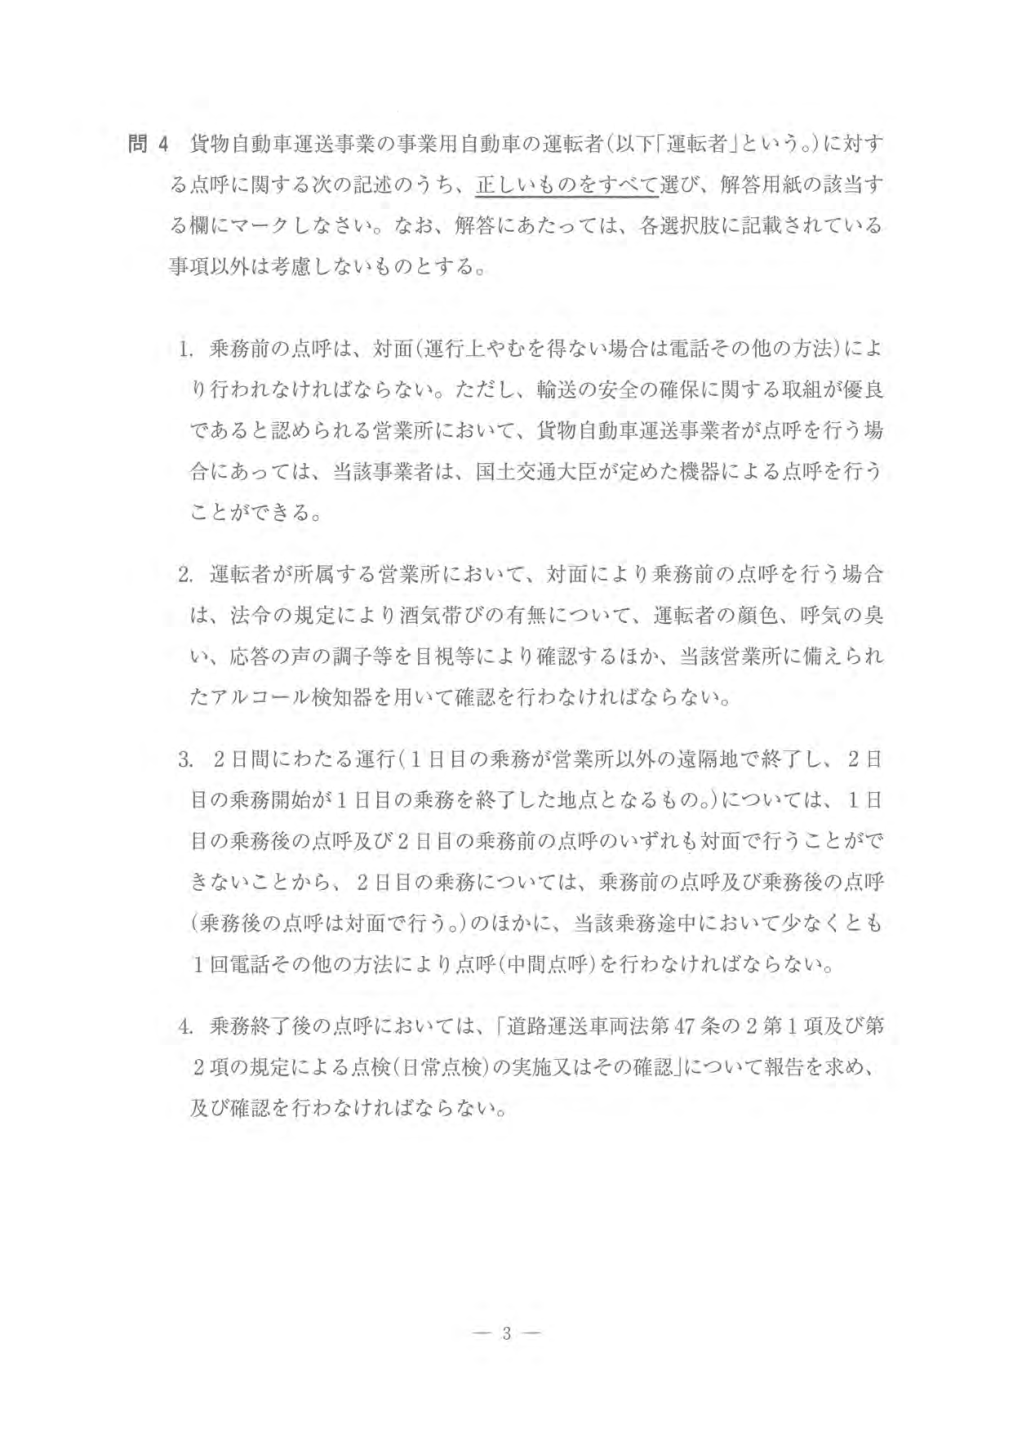 問 4 貨物自動車運送事業の事業用自動車の運転者(以下「運転者」という。)に対す
る点呼に関する次の記述のうち、正しいものをすべて選び、解答用紙の該当す
る欄にマークしなさい。なお、解答にあたっては、各選択肢に記載されている
事項以外は考慮しないものとする。
1. 乗務前の点呼は、対面(運行上やむを得ない場合は電話その他の方法)によ
り行われなければならない。ただし、輸送の安全の確保に関する取組が優良
であると認められる営業所において、貨物自動車運送事業者が点呼を行う場
合にあっては、当該事業者は、国土交通大臣が定めた機器による点呼を行う
ことができる。
2. 運転者が所属する営業所において、対面により乗務前の点呼を行う場合
は、法令の規定により酒気帯びの有無について、運転者の顔色、呼気の臭
い、応答の声の調子等を目視等により確認するほか、当該営業所に備えられ
たアルコール検知器を用いて確認を行わなければならない。
3. 2日間にわたる運行(1日目の乗務が営業所以外の遠隔地で終了し、2日
目の乗務開始が1日目の乗務を終了した地点となるもの。)については、1日
目の乗務後の点呼及び2日目の乗務前の点呼のいずれも対面で行うことがで
きないことから、2日目の乗務については、乗務前の点呼及び乗務後の点呼
(乗務後の点呼は対面で行う。)のほかに、当該乗務途中において少なくとも
1回電話その他の方法により点呼(中間点呼)を行わなければならない。
4. 乗務終了後の点呼においては、「道路運送車両法第47条の2第1項及び第
2項の規定による点検(日常点検)の実施又はその確認」について報告を求め、
及び確認を行わなければならない。
— 3 —